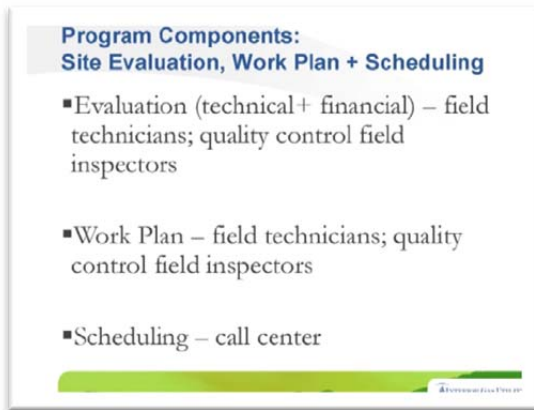 Program Components:
Site Evaluation, Work Plan + Scheduling
▪Evaluation (technical+ financial) – field
technicians; quality control field
inspectors
▪Work Plan – field technicians; quality
control field inspectors
▪Scheduling – call center